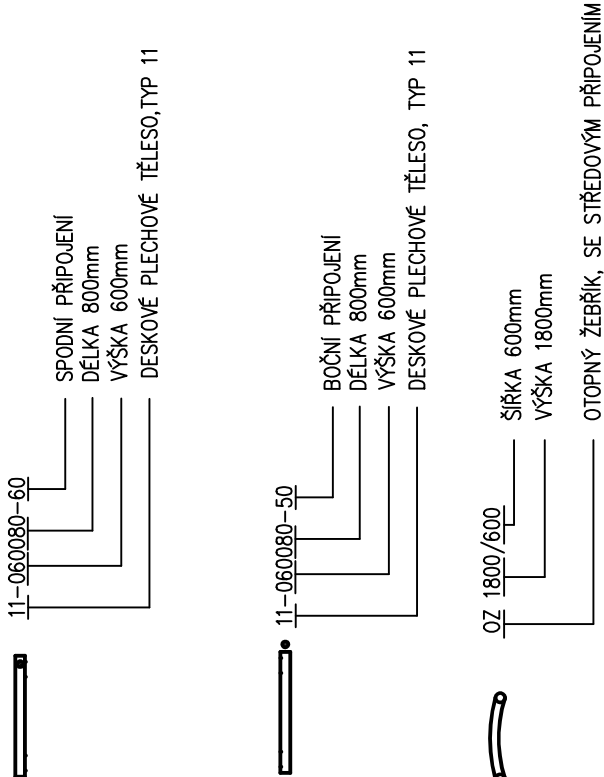 11-060080-60
SPODNÍ PŘIPOJENÍ
DÉLKA 800mm
VÝŠKA 600mm
DESKOVÉ PLECHOVÉ TĚLESO,TYP 11
11-060080-50
BOČNÍ PŘIPOJENÍ
DÉLKA 800mm
VÝŠKA 600mm
DESKOVÉ PLECHOVÉ TĚLESO, TYP 11
OZ 1800/600
ŠÍŘKA 600mm
VÝŠKA 1800mm
OTOPNÝ ŽEBŘÍK, SE STŘEDOVÝM PŘIPOJENÍM